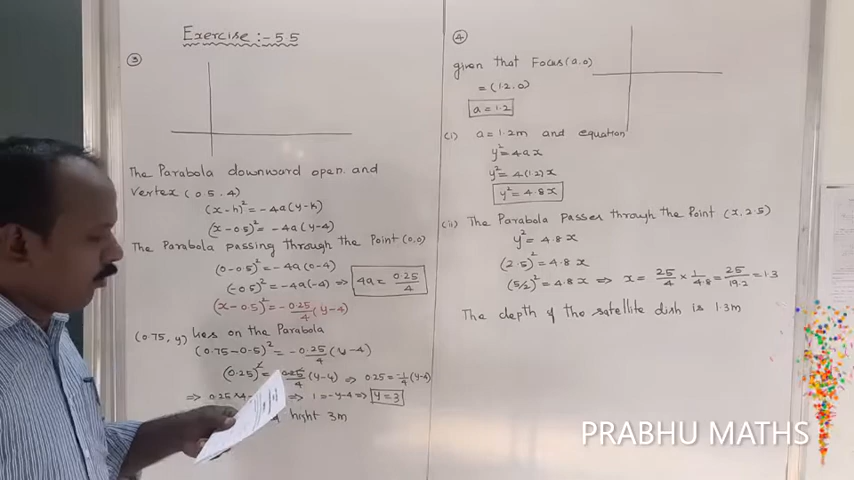 Exercise :- 5.5
③
The Parabola downward open. and
Vertex (0.5, 4)
(x-h)² = -4a(y-k)
(x-0.5)² = -4a(y-4)
The Parabola passing through the Point (0,0)
(0-0.5)² = -4a(0-4)
(-0.5)² = -4a(-4) ⇒ 4a = 0.25/4
(x-0.5)² = -0.25/4 (y-4)
(0.75, y) lies on the Parabola
(0.75-0.5)² = -0.25/4 (y-4)
(0.25)² = 0.25/4 (y-4) ⇒ 0.25 = -1/4 (y-4)
⇒ 0.25 × 4 ⇒ 1 = -y-4 ⇒ y = 3
hight 3m
④
given that Focus (a,0)
= (1.2, 0)
a = 1.2
(i) a = 1.2m and equation
y² = 4ax
y² = 4(1.2)x
y² = 4.8x
(ii) The Parabola passes through the Point (x, 2.5)
y² = 4.8x
(2.5)² = 4.8x
(5/2)² = 4.8x ⇒ x = 25/4 × 1/4.8 = 25/19.2 = 1.3
The depth of the satellite dish is 1.3m
PRABHU MATHS